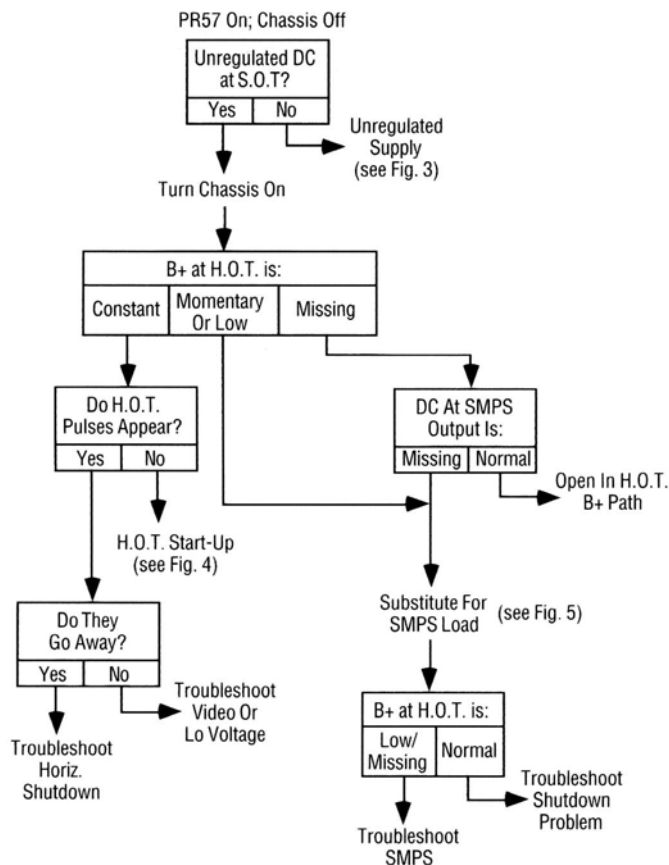 PR57 On; Chassis Off
Unregulated DC
at S.O.T?
Yes No
Unregulated
Supply
(see Fig. 3)
Turn Chassis On
B+ at H.O.T. is:
Constant
Momentary
Or Low
Missing
Do H.O.T.
Pulses Appear?
Yes No
DC At SMPS
Output Is:
Missing Normal
Open In H.O.T.
B+ Path
H.O.T. Start-Up
(see Fig. 4)
Substitute For
SMPS Load
(see Fig. 5)
Do They
Go Away?
Yes No
Troubleshoot
Video Or
Lo Voltage
Troubleshoot
Horiz.
Shutdown
B+ at H.O.T. is:
Low/
Missing
Normal
Troubleshoot
Shutdown
Problem
Troubleshoot
SMPS